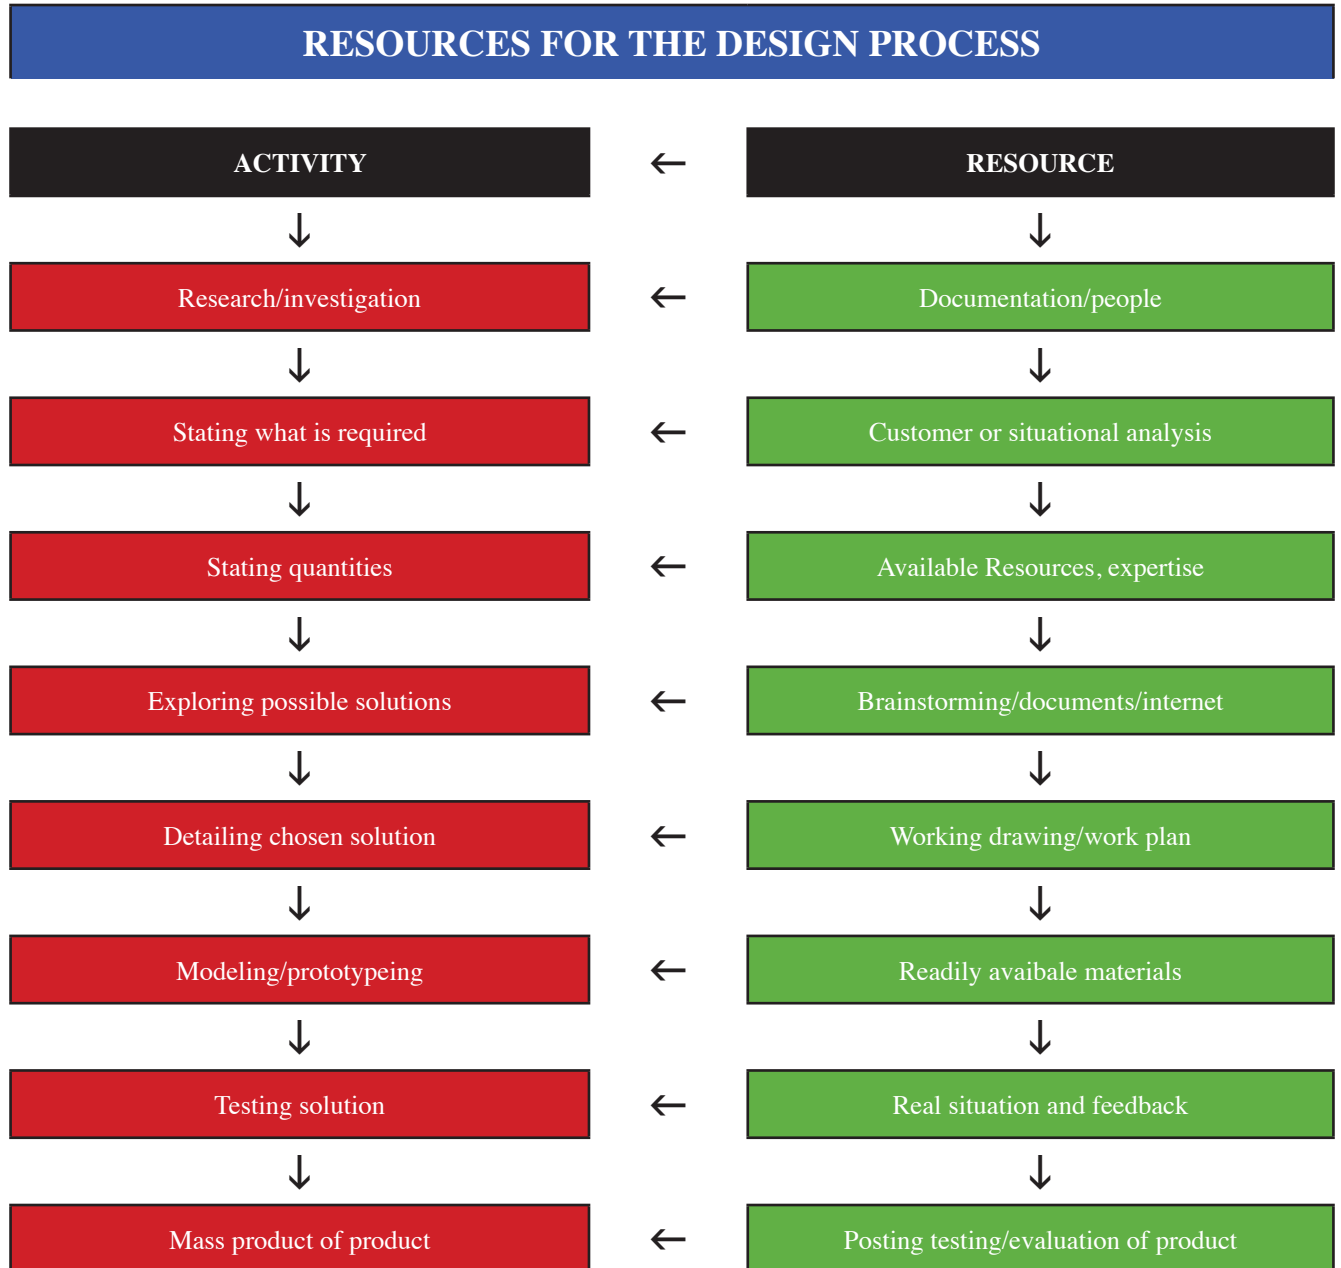 RESOURCES FOR THE DESIGN PROCESS
ACTIVITY ← RESOURCE
Research/investigation ← Documentation/people
Stating what is required ← Customer or situational analysis
Stating quantities ← Available Resources, expertise
Exploring possible solutions ← Brainstorming/documents/internet
Detailing chosen solution ← Working drawing/work plan
Modeling/prototypeing ← Readily avaibale materials
Testing solution ← Real situation and feedback
Mass product of product ← Posting testing/evaluation of product